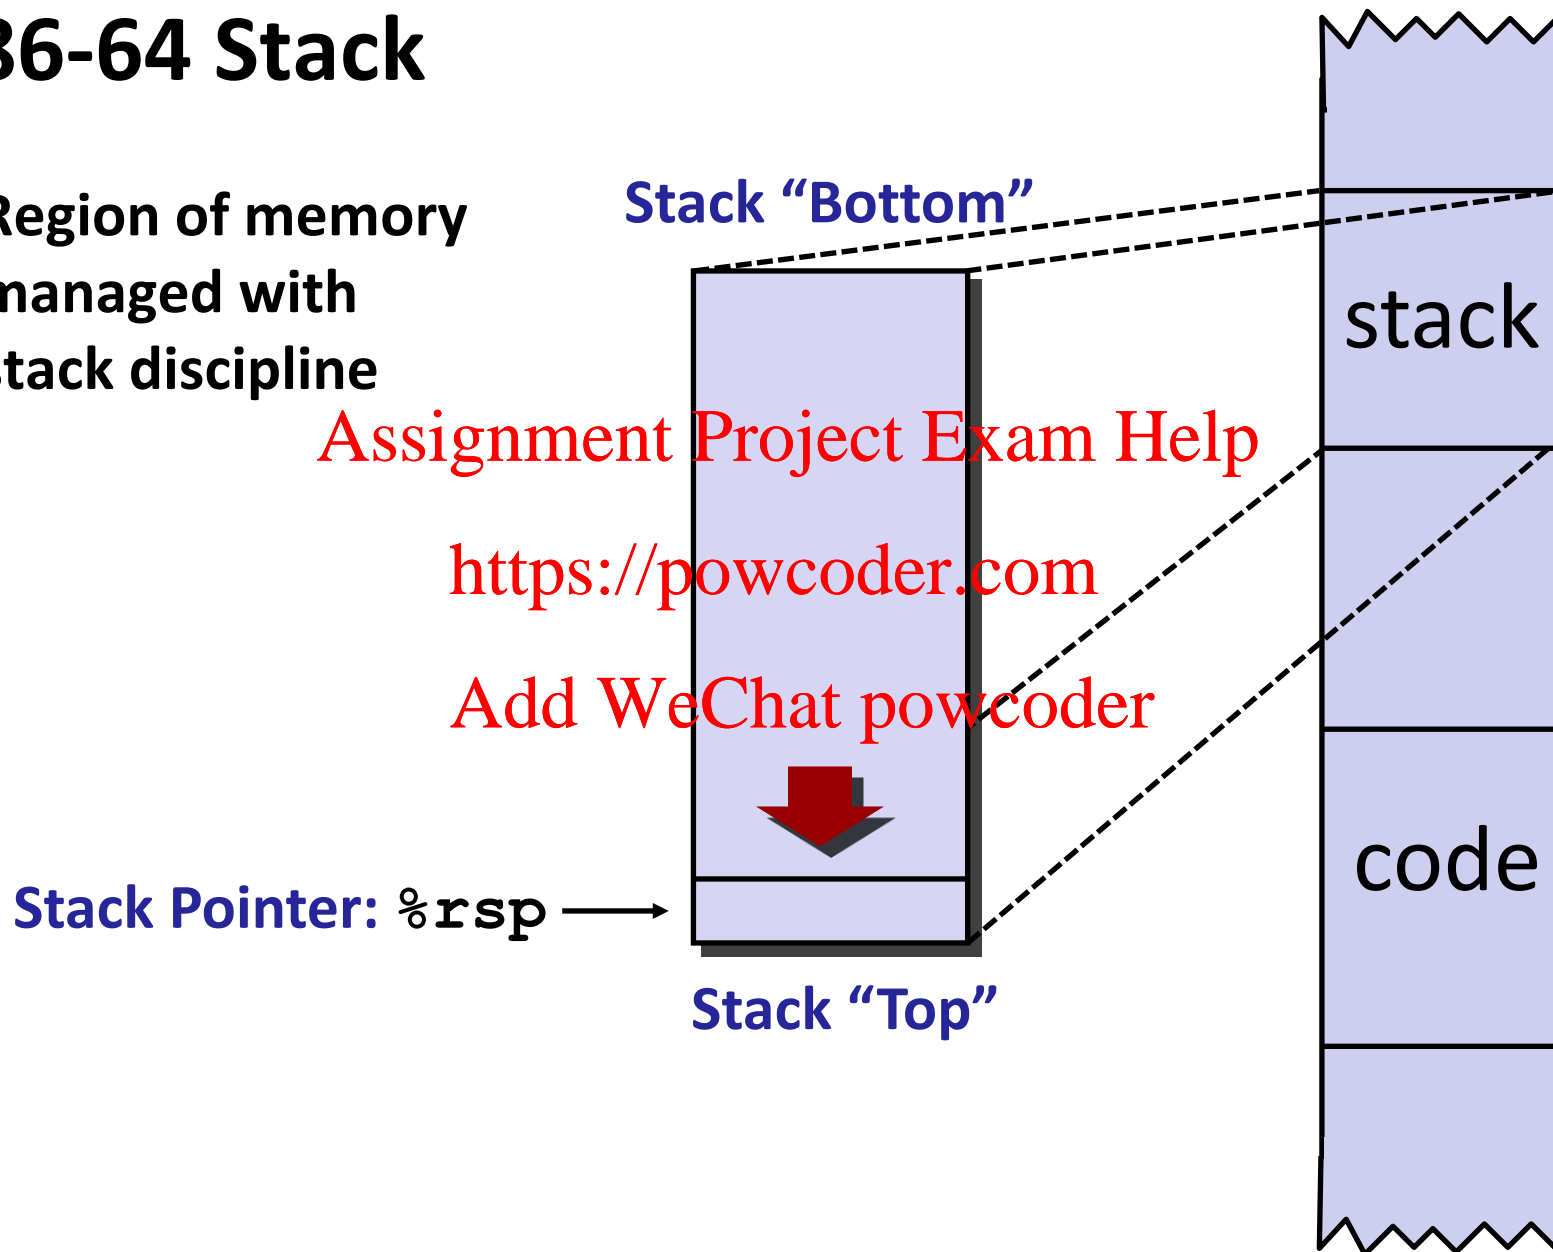 86-64 Stack
Region of memory
managed with
stack discipline
Stack “Bottom”
stack
Assignment Project Exam Help
https://powcoder.com
Add WeChat powcoder
code
Stack Pointer: %rsp
Stack “Top”